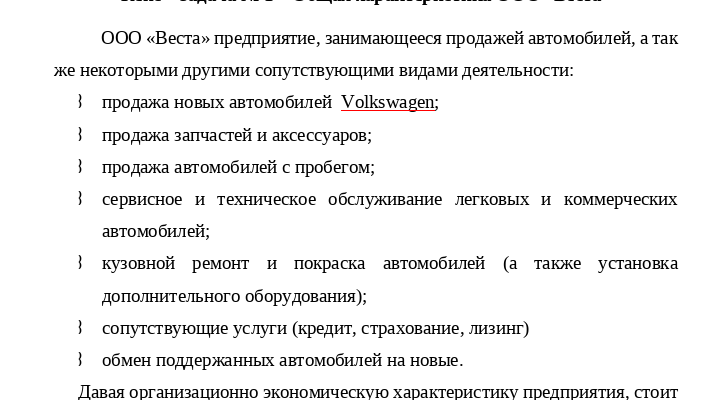 ООО «Веста» предприятие, занимающееся продажей автомобилей, а так
же некоторыми другими сопутствующими видами деятельности:
продажа новых автомобилей Volkswagen;
продажа запчастей и аксессуаров;
продажа автомобилей с пробегом;
сервисное и техническое обслуживание легковых и коммерческих
автомобилей;
кузовной ремонт и покраска автомобилей (а также установка
дополнительного оборудования);
сопутствующие услуги (кредит, страхование, лизинг)
обмен поддержанных автомобилей на новые.
Давая организационно экономическую характеристику предприятия, стоит